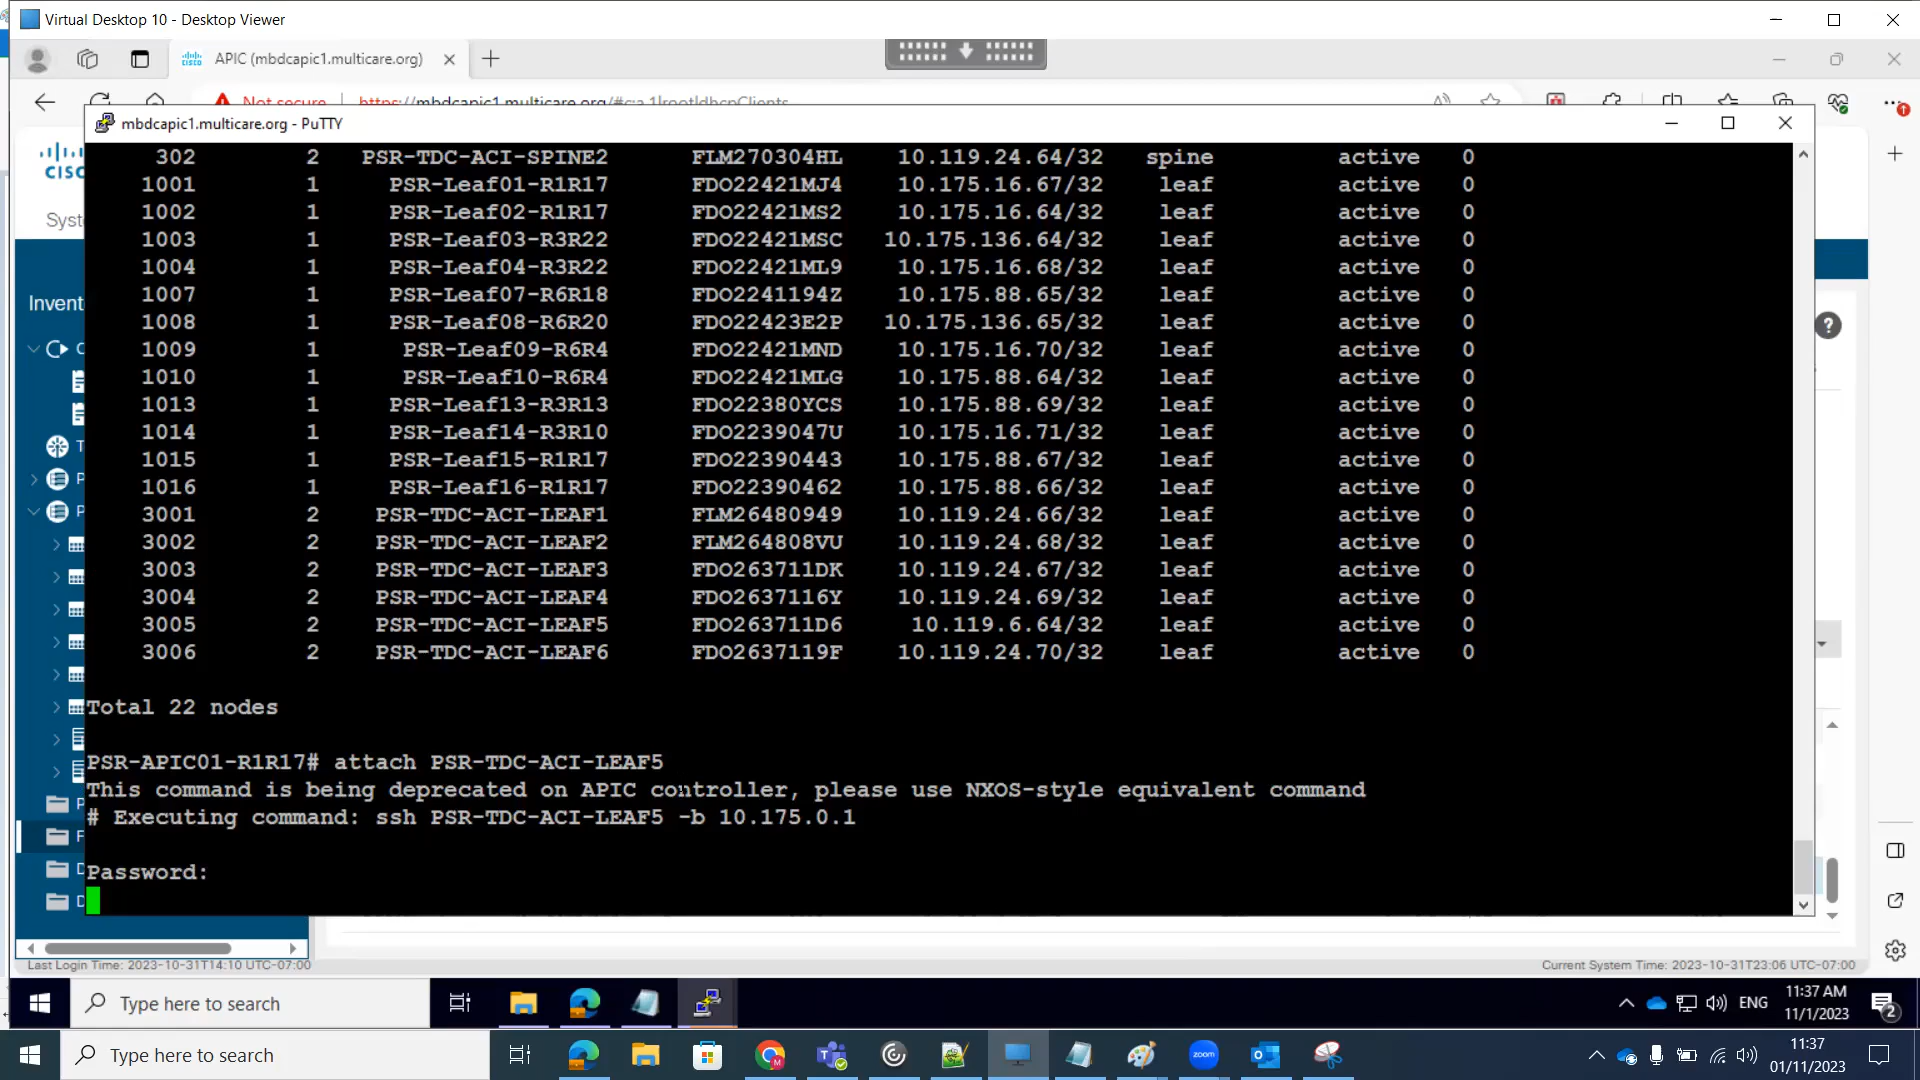 Virtual Desktop 10 - Desktop Viewer
APIC (mbdcapic1.multicare.org)
Not secure https://mbdcapic1.multicare.org/#c:a.1|root|dhcpClients
mbdcapic1.multicare.org - PuTTY
302 2 PSR-TDC-ACI-SPINE2 FLM270304HL 10.119.24.64/32 spine active 0
1001 1 PSR-Leaf01-R1R17 FDO22421MJ4 10.175.16.67/32 leaf active 0
1002 1 PSR-Leaf02-R1R17 FDO22421MS2 10.175.16.64/32 leaf active 0
1003 1 PSR-Leaf03-R3R22 FDO22421MSC 10.175.136.64/32 leaf active 0
1004 1 PSR-Leaf04-R3R22 FDO22421ML9 10.175.16.68/32 leaf active 0
1007 1 PSR-Leaf07-R6R18 FDO2241194Z 10.175.88.65/32 leaf active 0
1008 1 PSR-Leaf08-R6R20 FDO22423E2P 10.175.136.65/32 leaf active 0
1009 1 PSR-Leaf09-R6R4 FDO22421MND 10.175.16.70/32 leaf active 0
1010 1 PSR-Leaf10-R6R4 FDO22421MLG 10.175.88.64/32 leaf active 0
1013 1 PSR-Leaf13-R3R13 FDO22380YCS 10.175.88.69/32 leaf active 0
1014 1 PSR-Leaf14-R3R10 FDO2239047U 10.175.16.71/32 leaf active 0
1015 1 PSR-Leaf15-R1R17 FDO22390443 10.175.88.67/32 leaf active 0
1016 1 PSR-Leaf16-R1R17 FDO22390462 10.175.88.66/32 leaf active 0
3001 2 PSR-TDC-ACI-LEAF1 FLM26480949 10.119.24.66/32 leaf active 0
3002 2 PSR-TDC-ACI-LEAF2 FLM264808VU 10.119.24.68/32 leaf active 0
3003 2 PSR-TDC-ACI-LEAF3 FDO263711DK 10.119.24.67/32 leaf active 0
3004 2 PSR-TDC-ACI-LEAF4 FDO2637116Y 10.119.24.69/32 leaf active 0
3005 2 PSR-TDC-ACI-LEAF5 FDO263711D6 10.119.6.64/32 leaf active 0
3006 2 PSR-TDC-ACI-LEAF6 FDO2637119F 10.119.24.70/32 leaf active 0
Total 22 nodes
PSR-APIC01-R1R17# attach PSR-TDC-ACI-LEAF5
This command is being deprecated on APIC controller, please use NXOS-style equivalent command
# Executing command: ssh PSR-TDC-ACI-LEAF5 -b 10.175.0.1
Password:
cisc
Syst
Invent
C
T
P
P
P
F
D
D
Last Login Time: 2023-10-31T14:10 UTC-07:00
Current System Time: 2023-10-31T23:06 UTC-07:00
Type here to search
ENG
11:37 AM
11/1/2023
2
Type here to search
zoom
11:37
01/11/2023